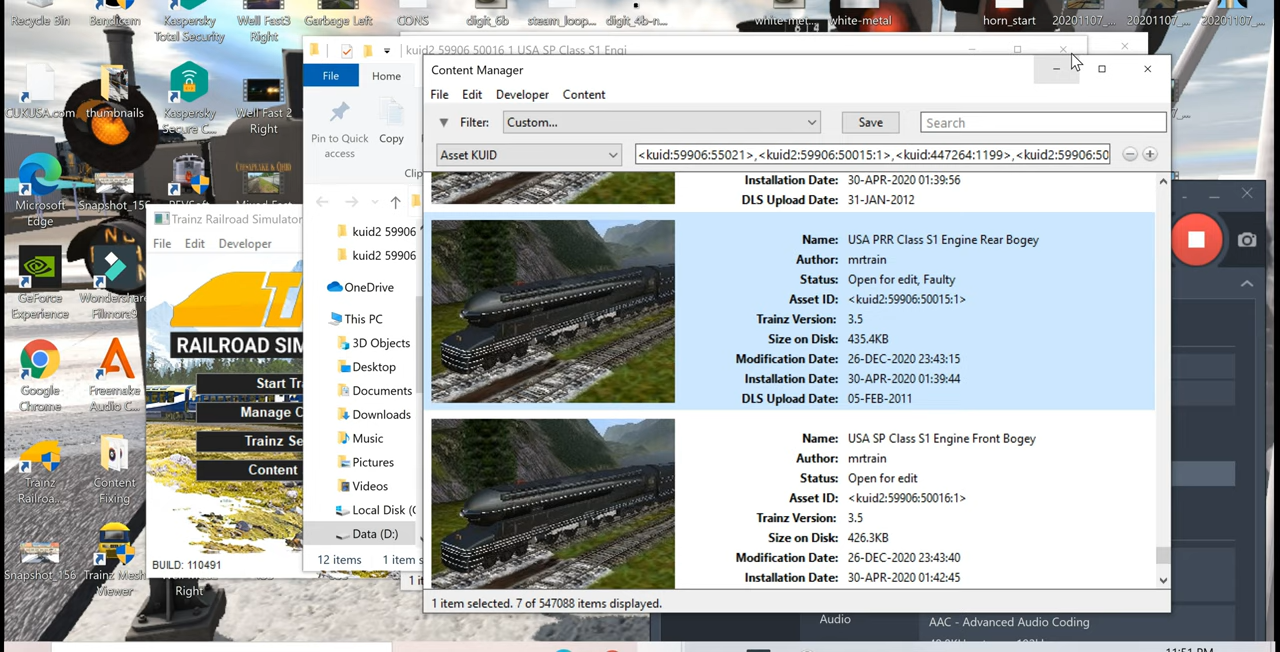 Recycle Bin
Bandicam
Kaspersky
Total Security
Well Fast3
Right
Garbage Left
CDNS
digit_6b
steam_loop...
digit_4b-n...
white-met...
white-metal
horn_start
20201107_...
20201107_...
20201107_...
kuid2 59906 50016 1 USA SP Class S1 Engi
File
Home
Pin to Quick
access
Copy
Clip
Content Manager
File Edit Developer Content
Filter: Custom... Save Search
Asset KUID <kuid:59906:55021>,<kuid2:59906:50015:1>,<kuid:447264:1199>,<kuid2:59906:50
Installation Date: 30-APR-2020 01:39:56
DLS Upload Date: 31-JAN-2012
Name: USA PRR Class S1 Engine Rear Bogey
Author: mrtrain
Status: Open for edit, Faulty
Asset ID: <kuid2:59906:50015:1>
Trainz Version: 3.5
Size on Disk: 435.4KB
Modification Date: 26-DEC-2020 23:43:15
Installation Date: 30-APR-2020 01:39:44
DLS Upload Date: 05-FEB-2011
Name: USA SP Class S1 Engine Front Bogey
Author: mrtrain
Status: Open for edit
Asset ID: <kuid2:59906:50016:1>
Trainz Version: 3.5
Size on Disk: 426.3KB
Modification Date: 26-DEC-2020 23:43:40
Installation Date: 30-APR-2020 01:42:45
1 item selected. 7 of 547088 items displayed.
CUKUSA.com
thumbnails
Kaspersky
Secure C...
Well Fast 2
Right
Microsoft
Edge
Snapshot_156
GeForce
Experience
Wondershare
Filmora9
Google
Chrome
Freemake
Audio C...
Trainz
Railroa...
Content
Fixing
Snapshot_156
Trainz Mesh
Viewer
Right
Trainz Railroad Simulator
File Edit Developer
RAILROAD SIM
Start Tra
Manage C
Trainz Se
Content
BUILD: 110491
kuid2 59906
kuid2 59906
OneDrive
This PC
3D Objects
Desktop
Documents
Downloads
Music
Pictures
Videos
Local Disk (C
Data (D:)
12 items 1 item s
Audio
AAC - Advanced Audio Coding
11:51 PM